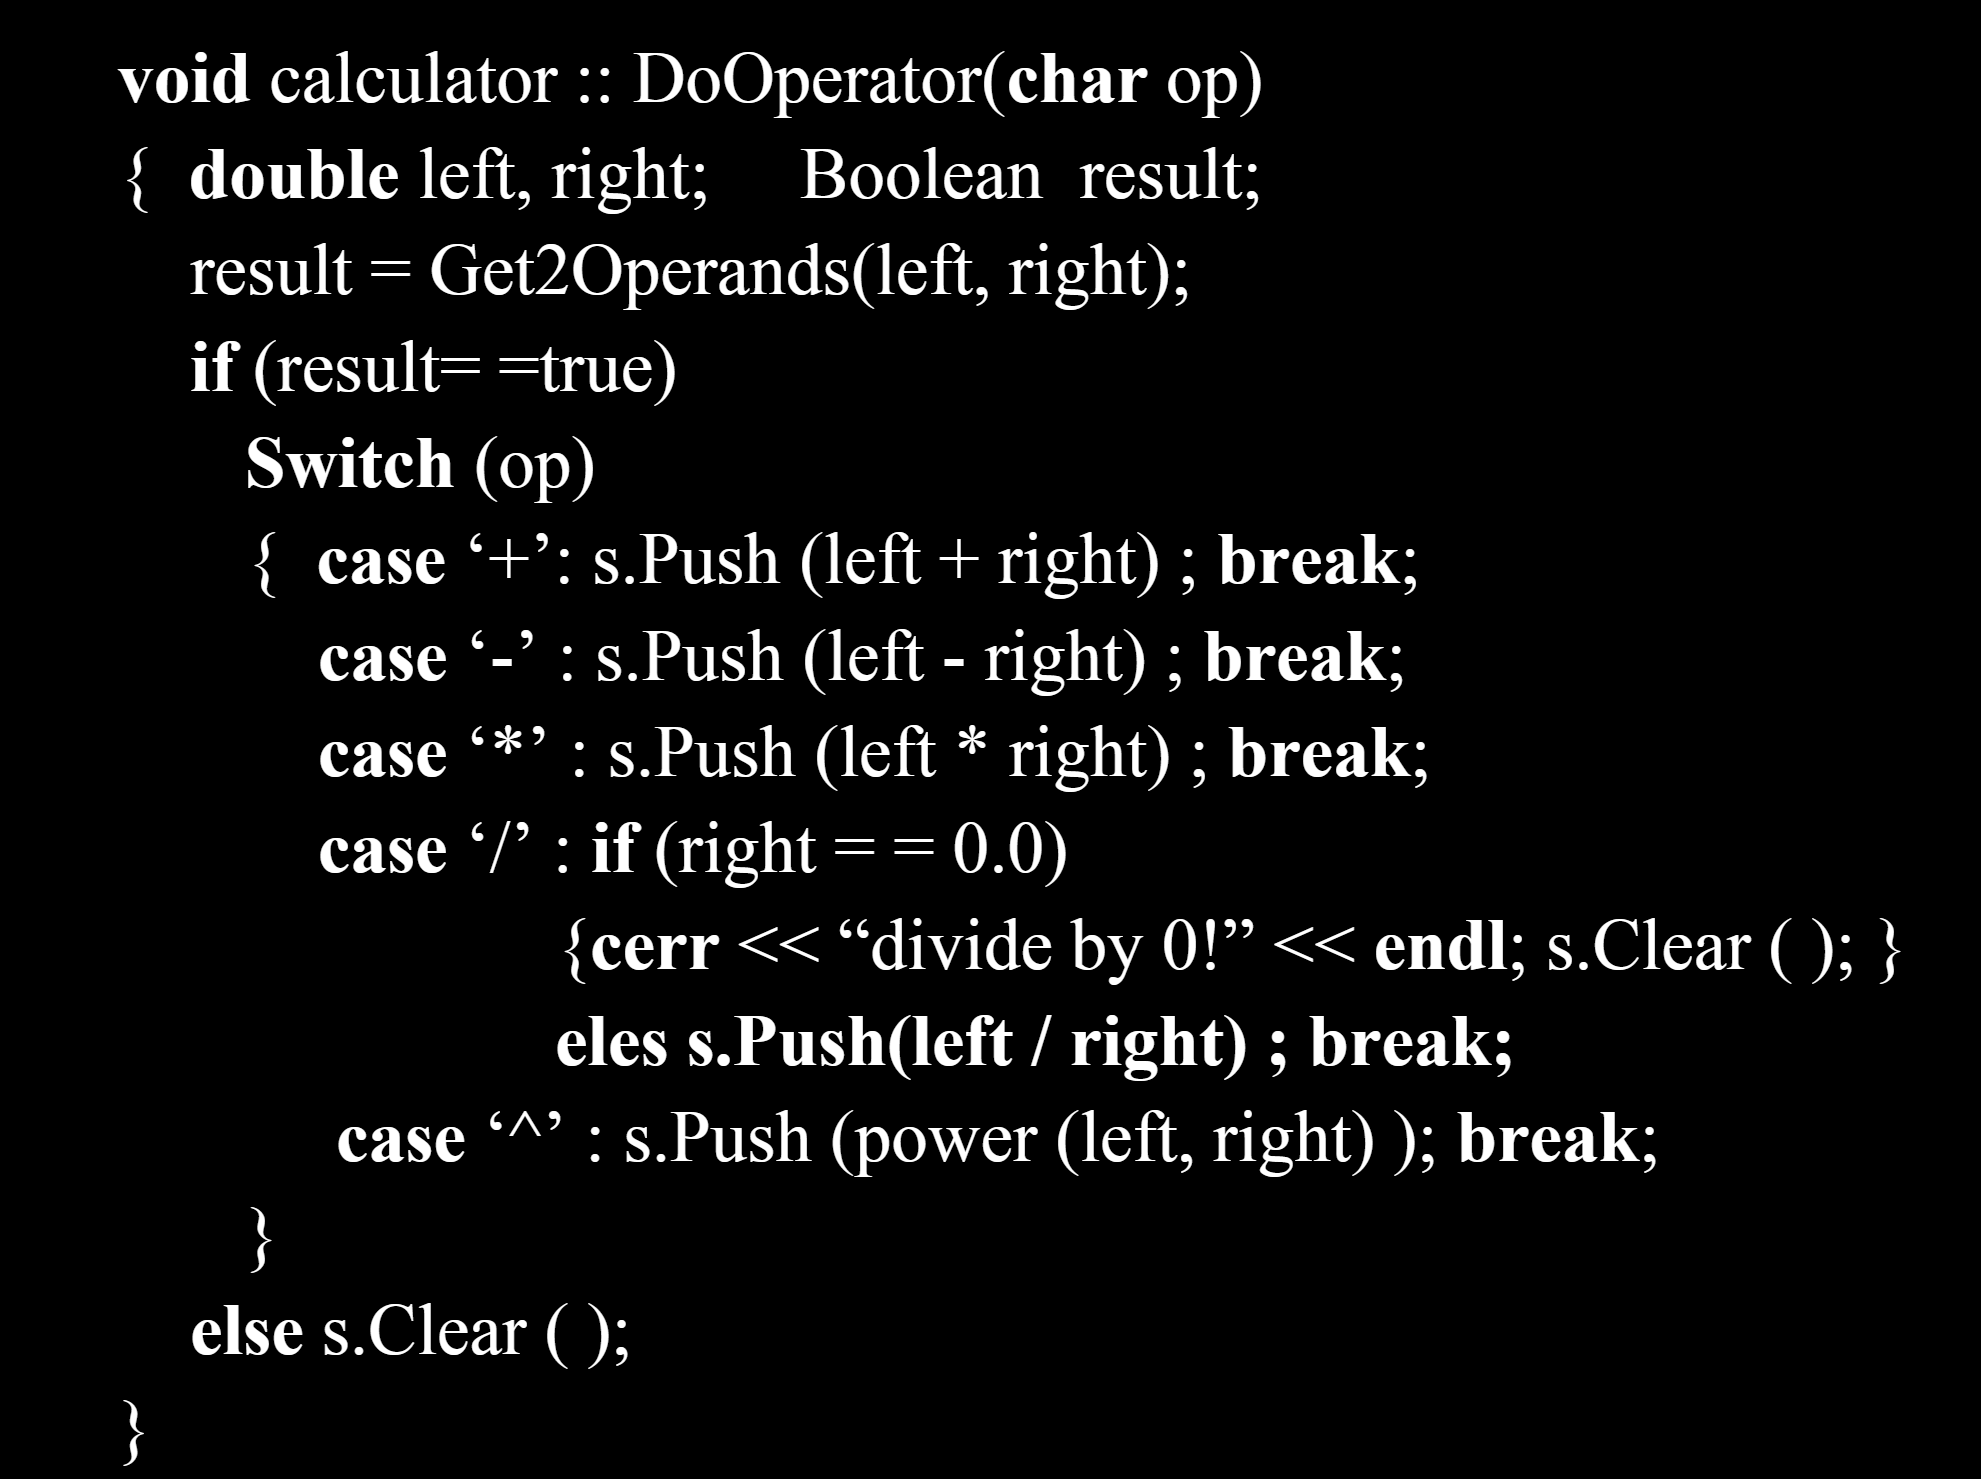 void calculator :: DoOperator(char op)
{ double left, right; Boolean result;
result = Get2Operands(left, right);
if (result= =true)
Switch (op)
{ case ‘+’: s.Push (left + right) ; break;
case ‘-’ : s.Push (left - right) ; break;
case ‘*’ : s.Push (left * right) ; break;
case ‘/’ : if (right = = 0.0)
{cerr << “divide by 0!” << endl; s.Clear ( ); }
eles s.Push(left / right) ; break;
case ‘^’ : s.Push (power (left, right) ); break;
}
else s.Clear ( );
}